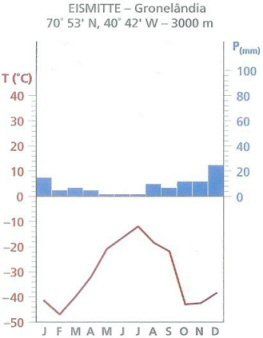 EISMITTE – Gronelândia
70° 53' N, 40° 42' W – 3000 m
P(mm)
T (°C)
100
40 80
30 60
20 40
10 20
0 0
–10
–20
–30
–40
–50
J F M A M J J A S O N D